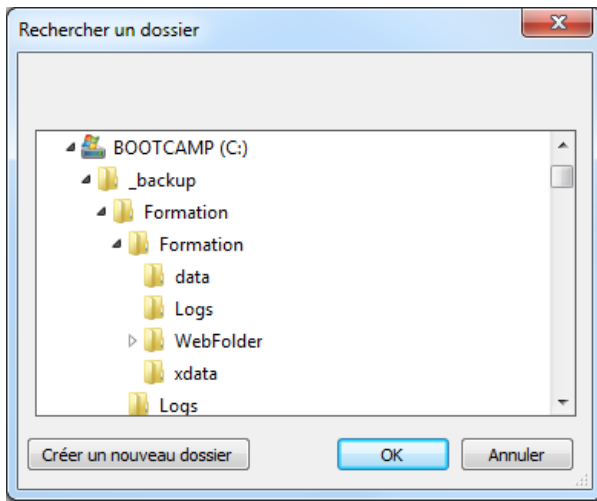 Rechercher un dossier
BOOTCAMP (C:)
_backup
Formation
Formation
data
Logs
WebFolder
xdata
Logs
Créer un nouveau dossier OK Annuler